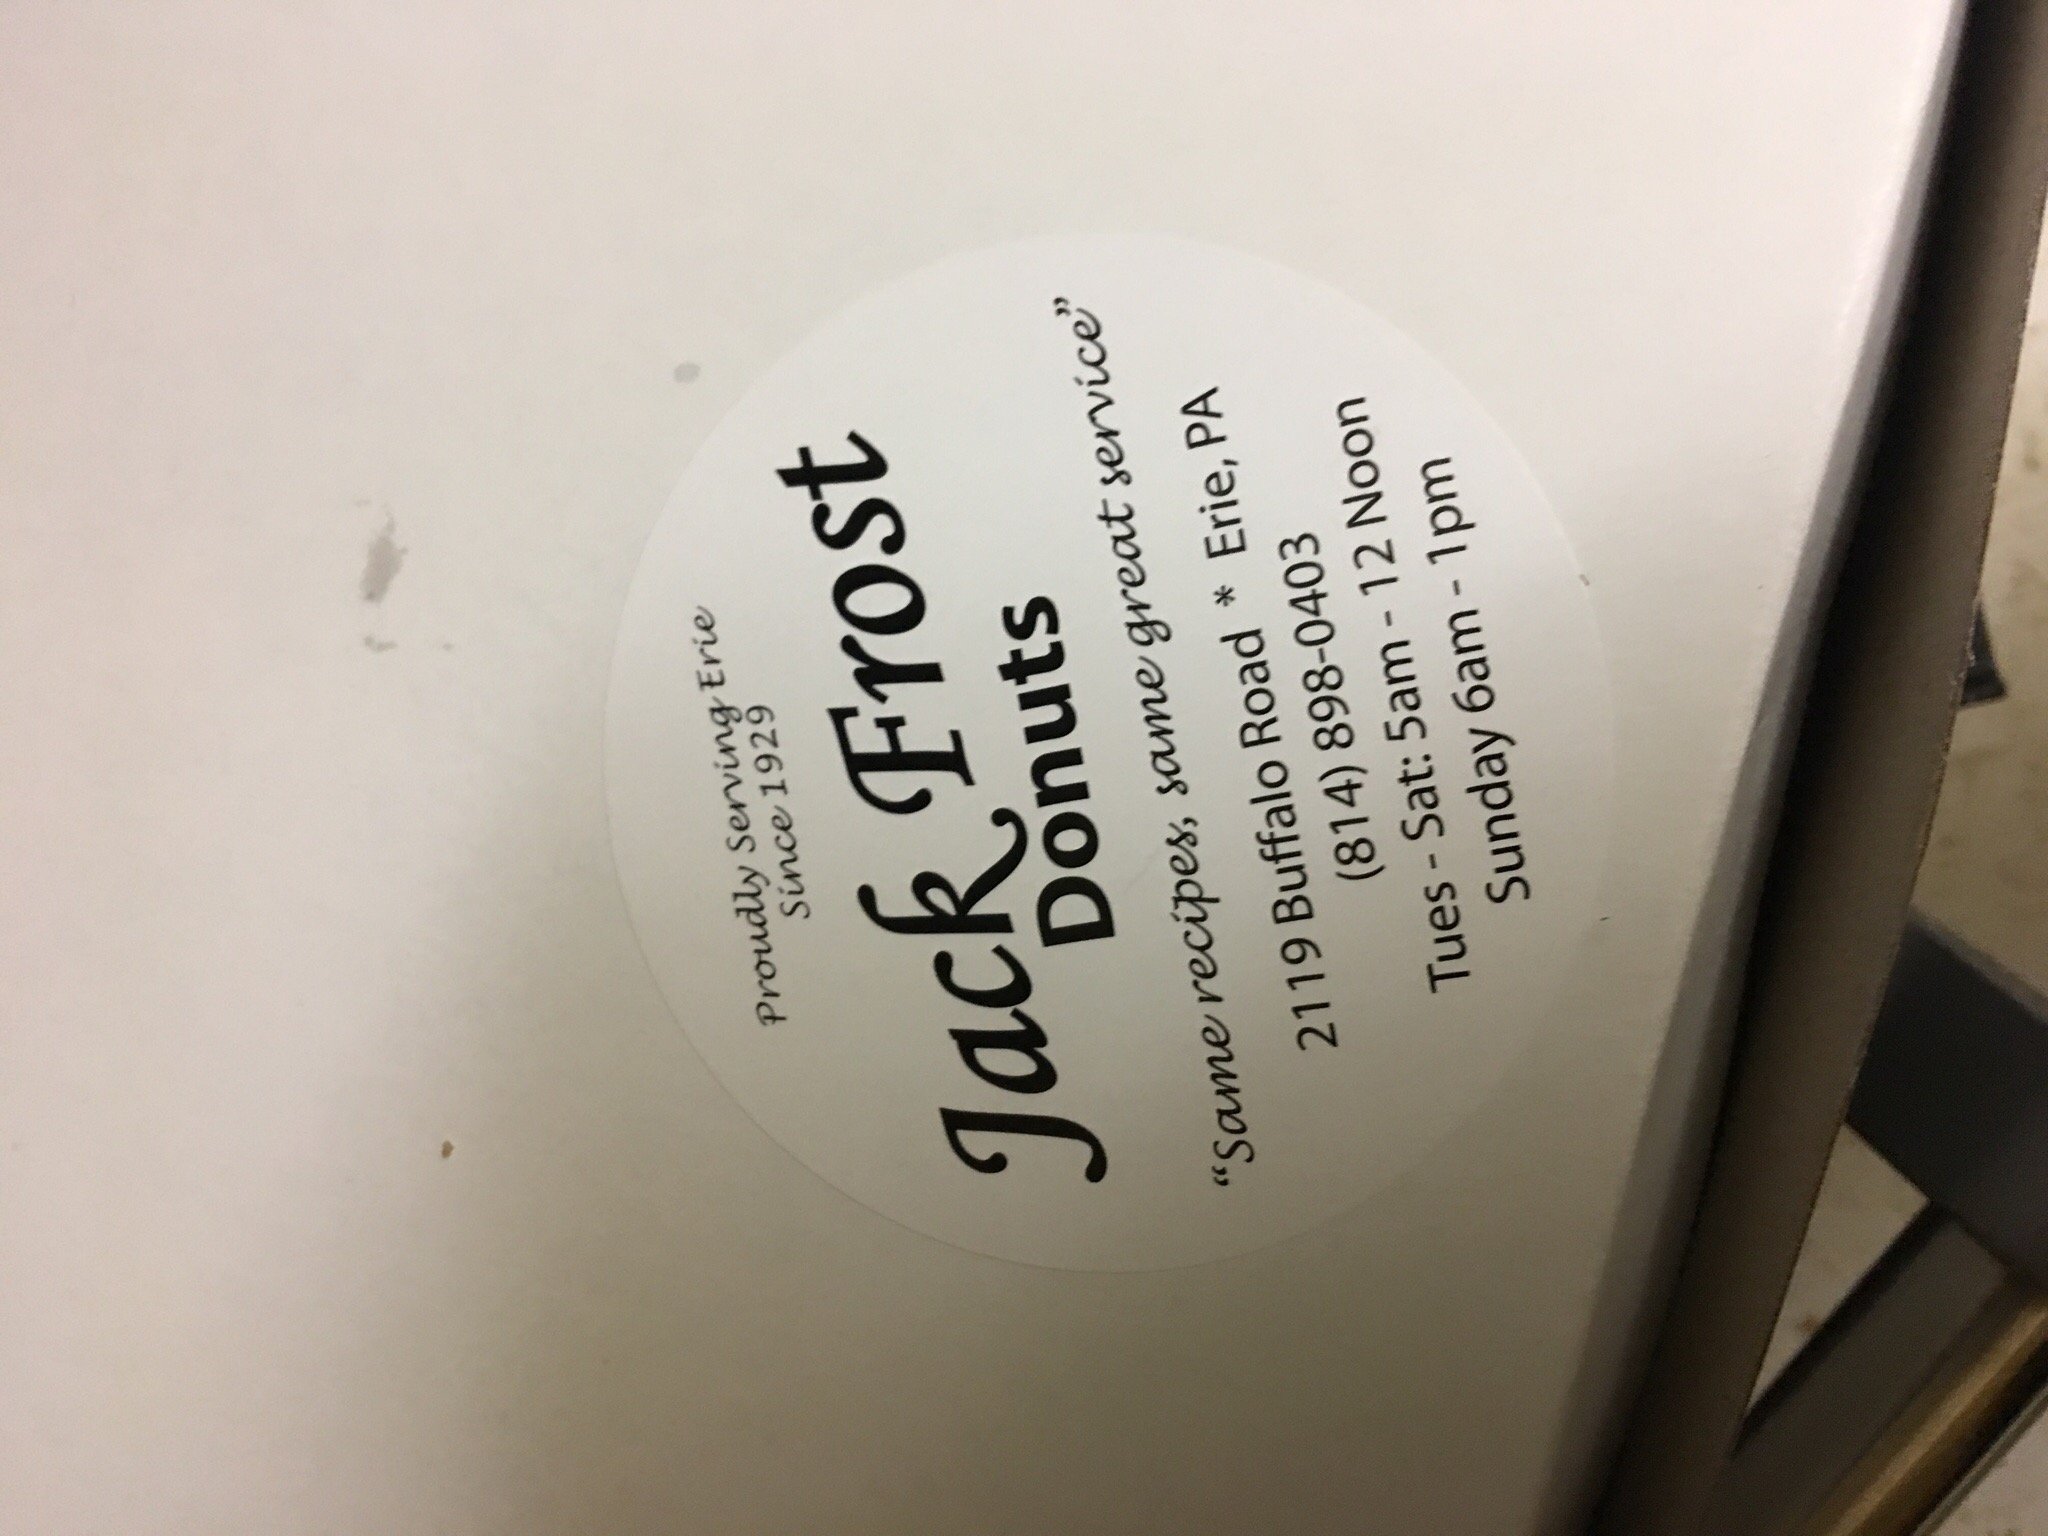 Proudly Serving Erie
Since 1929
Jack Frost
Donuts
“Same recipes, same great service”
2119 Buffalo Road * Erie, PA
(814) 898-0403
Tues - Sat: 5am - 12 Noon
Sunday 6am - 1pm